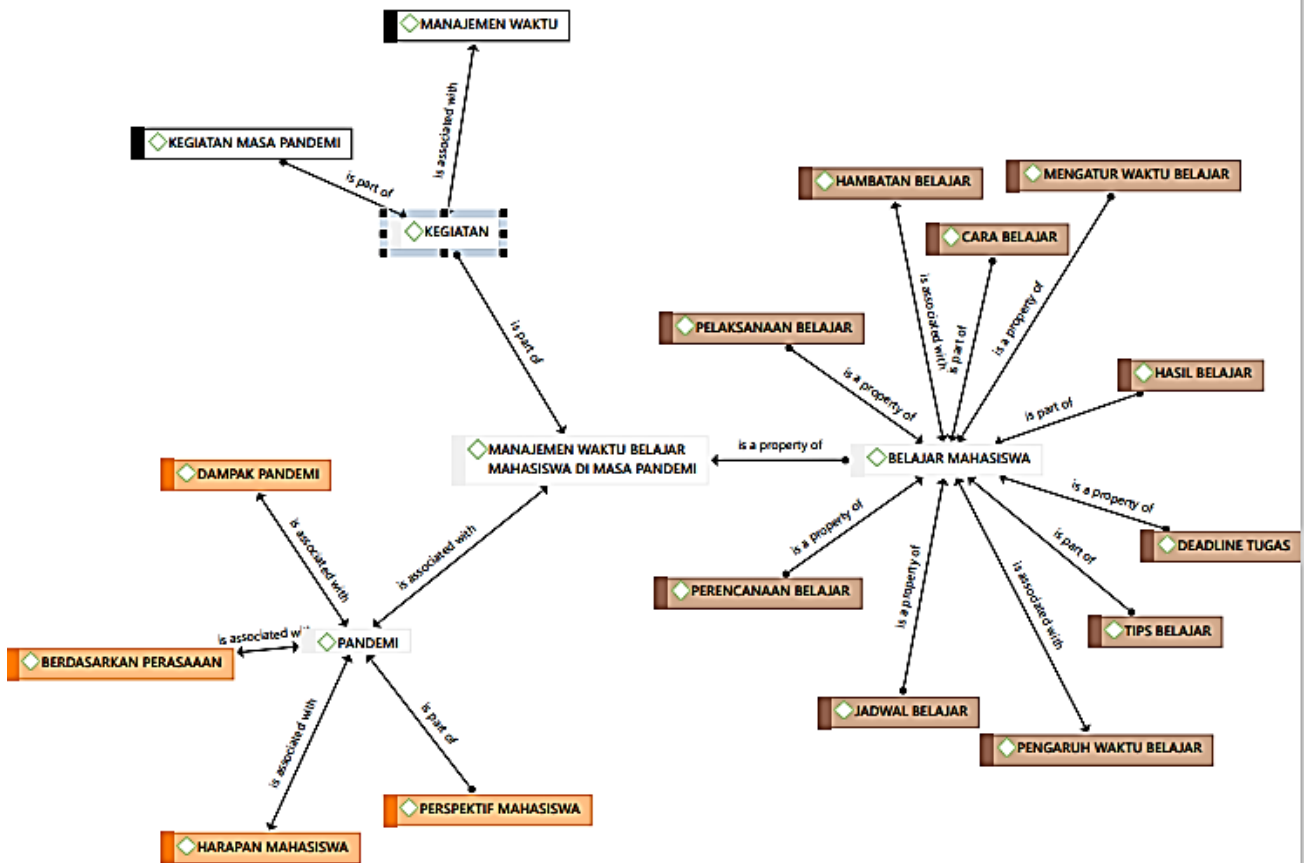 MANAJEMEN WAKTU
is associated with
KEGIATAN MASA PANDEMI
is part of
KEGIATAN
is part of
HAMBATAN BELAJAR
MENGATUR WAKTU BELAJAR
CARA BELAJAR
is associated with
is part of
is a property of
PELAKSANAAN BELAJAR
is a property of
HASIL BELAJAR
is part of
MANAJEMEN WAKTU BELAJAR
MAHASISWA DI MASA PANDEMI
is a property of
BELAJAR MAHASISWA
DAMPAK PANDEMI
is associated with
is associated with
is a property of
is a property of
is part of
DEADLINE TUGAS
PERENCANAAN BELAJAR
is a property of
is associated with
TIPS BELAJAR
is associated with
PANDEMI
BERDASARKAN PERASAAAN
is associated with
is part of
JADWAL BELAJAR
PENGARUH WAKTU BELAJAR
PERSPEKTIF MAHASISWA
HARAPAN MAHASISWA